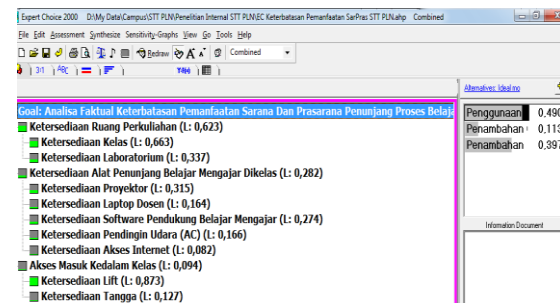 Expert Choice 2000 D:\My Data\Campus\STT PLN\Penelitian Internal STT PLN\EC Keterbatasan Pemanfaatan SarPras STT PLN.ahp Combined
File Edit Assessment Synthesize Sensitivity-Graphs View Go Tools Help
Redraw Combined
3:1 ABC
Alternatives: Ideal mo
Goal: Analisa Faktual Keterbatasan Pemanfaatan Sarana Dan Prasarana Penunjang Proses Belaja
Ketersediaan Ruang Perkuliahan (L: 0,623)
Ketersediaan Kelas (L: 0,663)
Ketersediaan Laboratorium (L: 0,337)
Ketersediaan Alat Penunjang Belajar Mengajar Dikelas (L: 0,282)
Ketersediaan Proyektor (L: 0,315)
Ketersediaan Laptop Dosen (L: 0,164)
Ketersediaan Software Pendukung Belajar Mengajar (L: 0,274)
Ketersediaan Pendingin Udara (AC) (L: 0,166)
Ketersediaan Akses Internet (L: 0,082)
Akses Masuk Kedalam Kelas (L: 0,094)
Ketersediaan Lift (L: 0,873)
Ketersediaan Tangga (L: 0,127)
Penggunaan 0,490
Penambahan 0,113
Penambahan 0,397
Information Document